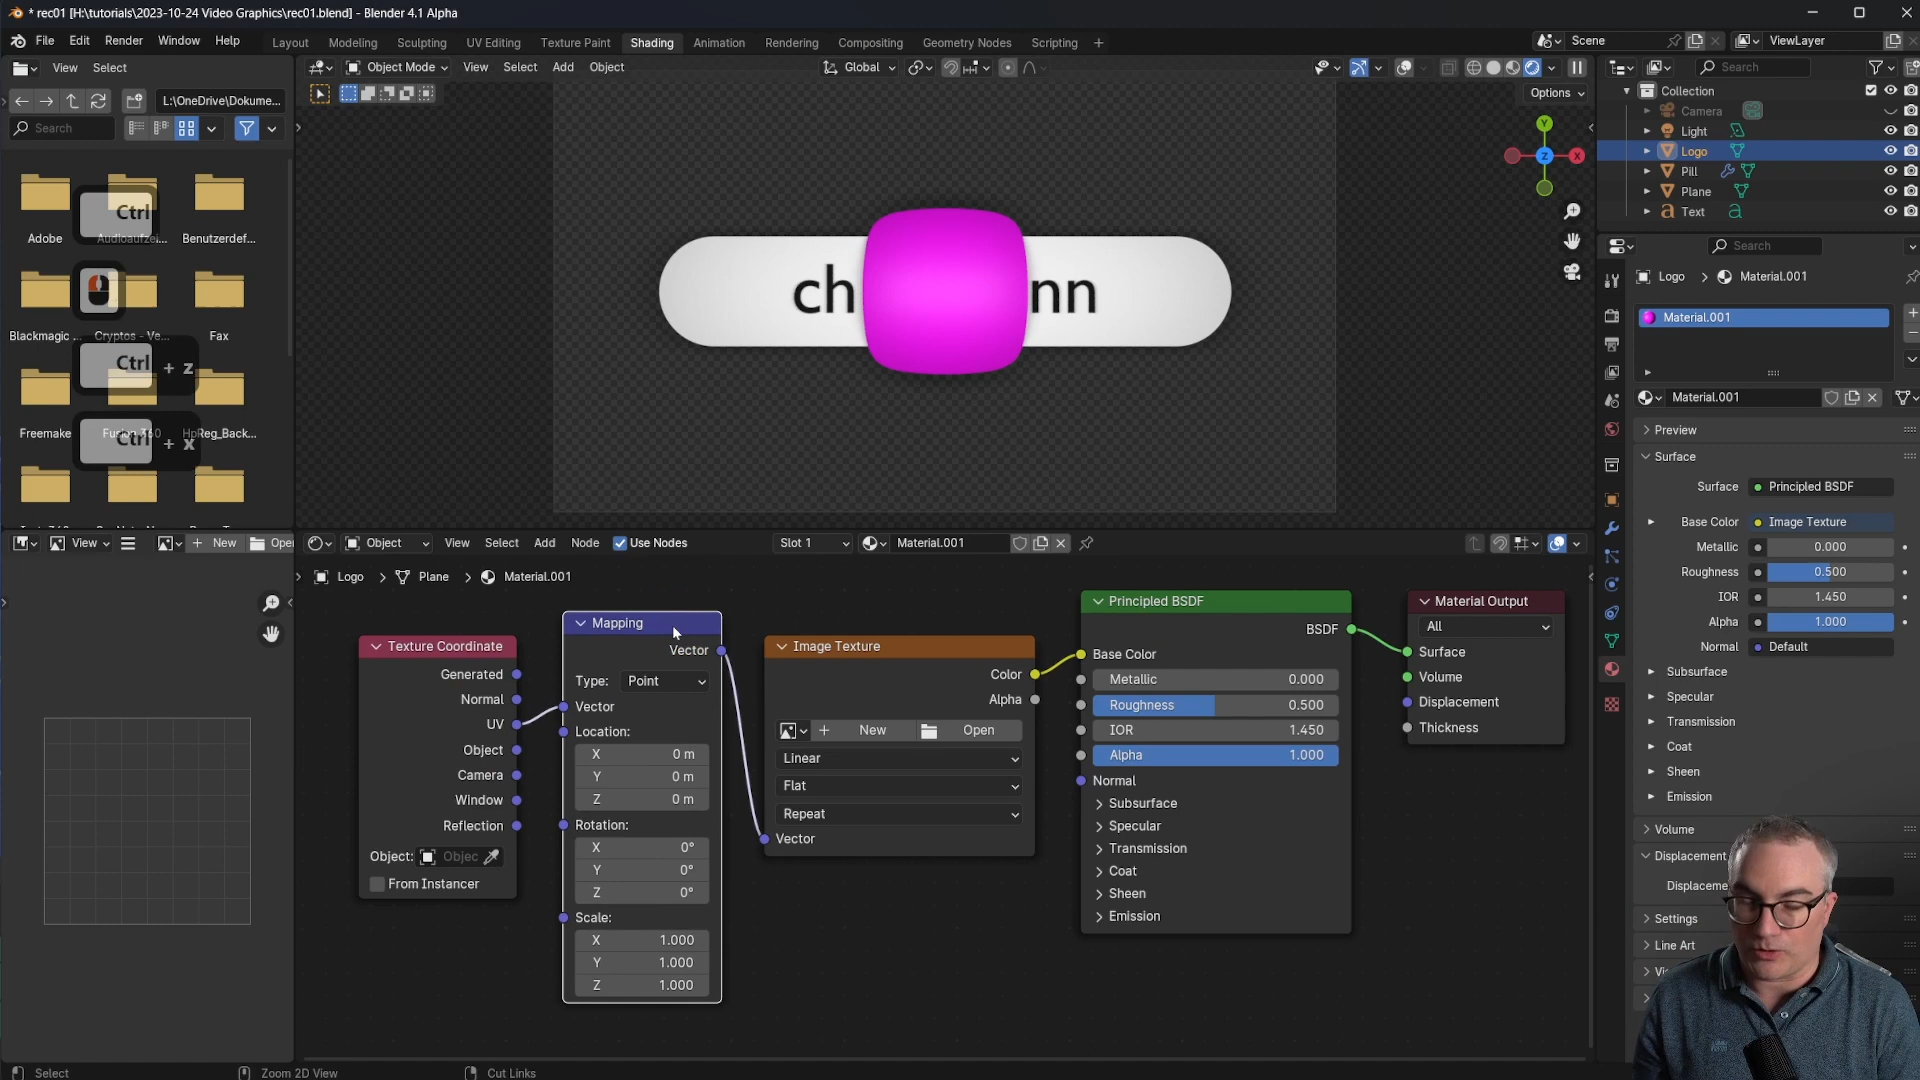 * rec01 [H:\tutorials\2023-10-24 Video Graphics\rec01.blend] - Blender 4.1 Alpha
File Edit Render Window Help
Layout Modeling Sculpting UV Editing Texture Paint Shading Animation Rendering Compositing Geometry Nodes Scripting +
Scene
ViewLayer
View Select
L:\OneDrive\Dokume...
Search
Adobe
Audioaufzei...
Benutzerdef...
Blackmagic ...
Cryptos - Ve...
Fax
Freemake
Fusion 360
HpReg_Back...
Ctrl
Ctrl + z
Ctrl + x
Object Mode View Select Add Object
Global
Options
Y
Z
X
ch
nn
Search
Collection
Camera
Light
Logo
Pill
Plane
Text
Search
Logo > Material.001
Material.001
Material.001
Preview
Surface
Surface Principled BSDF
Base Color Image Texture
Metallic 0.000
Roughness 0.500
IOR 1.450
Alpha 1.000
Normal Default
Subsurface
Specular
Transmission
Coat
Sheen
Emission
Volume
Displacement
Displaceme
Settings
Line Art
View + New Open
Object View Select Add Node Use Nodes Slot 1 Material.001
Logo > Plane > Material.001
Texture Coordinate
Generated
Normal
UV
Object
Camera
Window
Reflection
Object: Objec
From Instancer
Mapping
Vector
Type: Point
Vector
Location:
X 0 m
Y 0 m
Z 0 m
Rotation:
X 0°
Y 0°
Z 0°
Scale:
X 1.000
Y 1.000
Z 1.000
Image Texture
Color
Alpha
+ New Open
Linear
Flat
Repeat
Vector
Principled BSDF
BSDF
Base Color
Metallic 0.000
Roughness 0.500
IOR 1.450
Alpha 1.000
Normal
Subsurface
Specular
Transmission
Coat
Sheen
Emission
Material Output
All
Surface
Volume
Displacement
Thickness
Select
Zoom 2D View
Cut Links